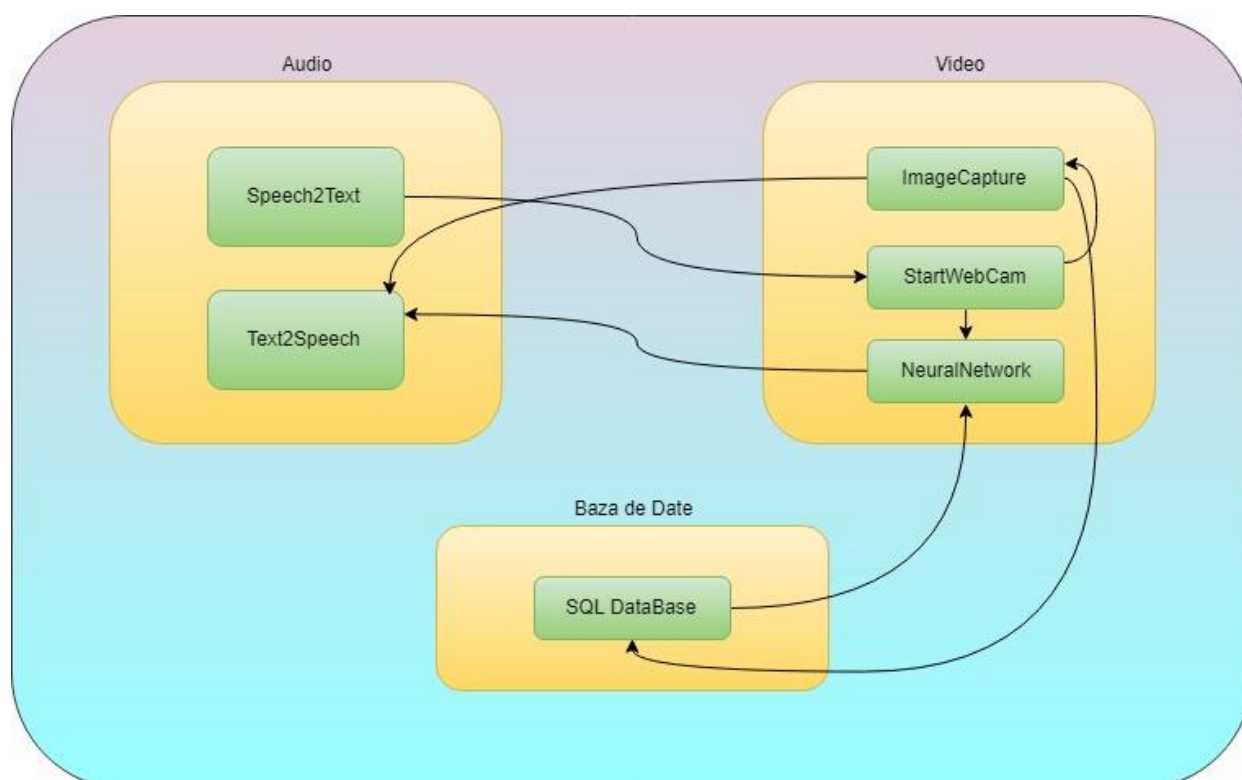 Audio
Video
Speech2Text
ImageCapture
StartWebCam
Text2Speech
NeuralNetwork
Baza de Date
SQL DataBase